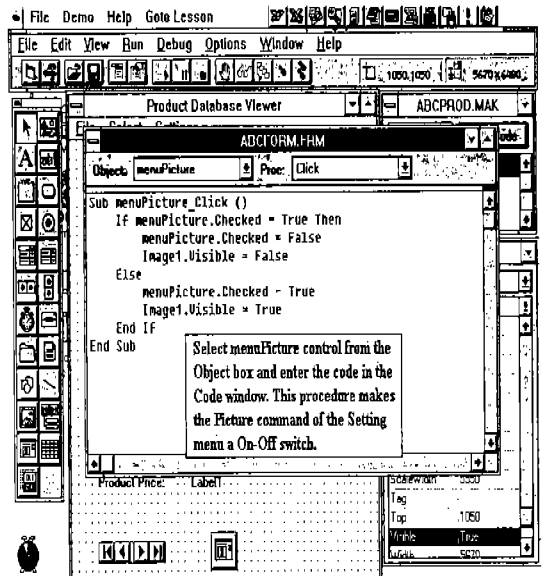 File Demo Help Goto Lesson
File Edit View Run Debug Options Window Help
1050,1050
5670x6900
Product Database Viewer
ABCPROD.MAK
ABCFORM.FRM
Object: menuPicture
Proc: Click
Sub menuPicture_Click ()
If menuPicture.Checked = True Then
menuPicture.Checked = False
Image1.Visible = False
Else
menuPicture.Checked = True
Image1.Visible = True
End If
End Sub
Select menuPicture control from the
Object box and enter the code in the
Code window. This procedure makes
the Picture command of the Setting
menu a On-Off switch.
Product Price: Label1
ScaleWidth 5550
Tag
Top 1050
Visible True
Width 5670